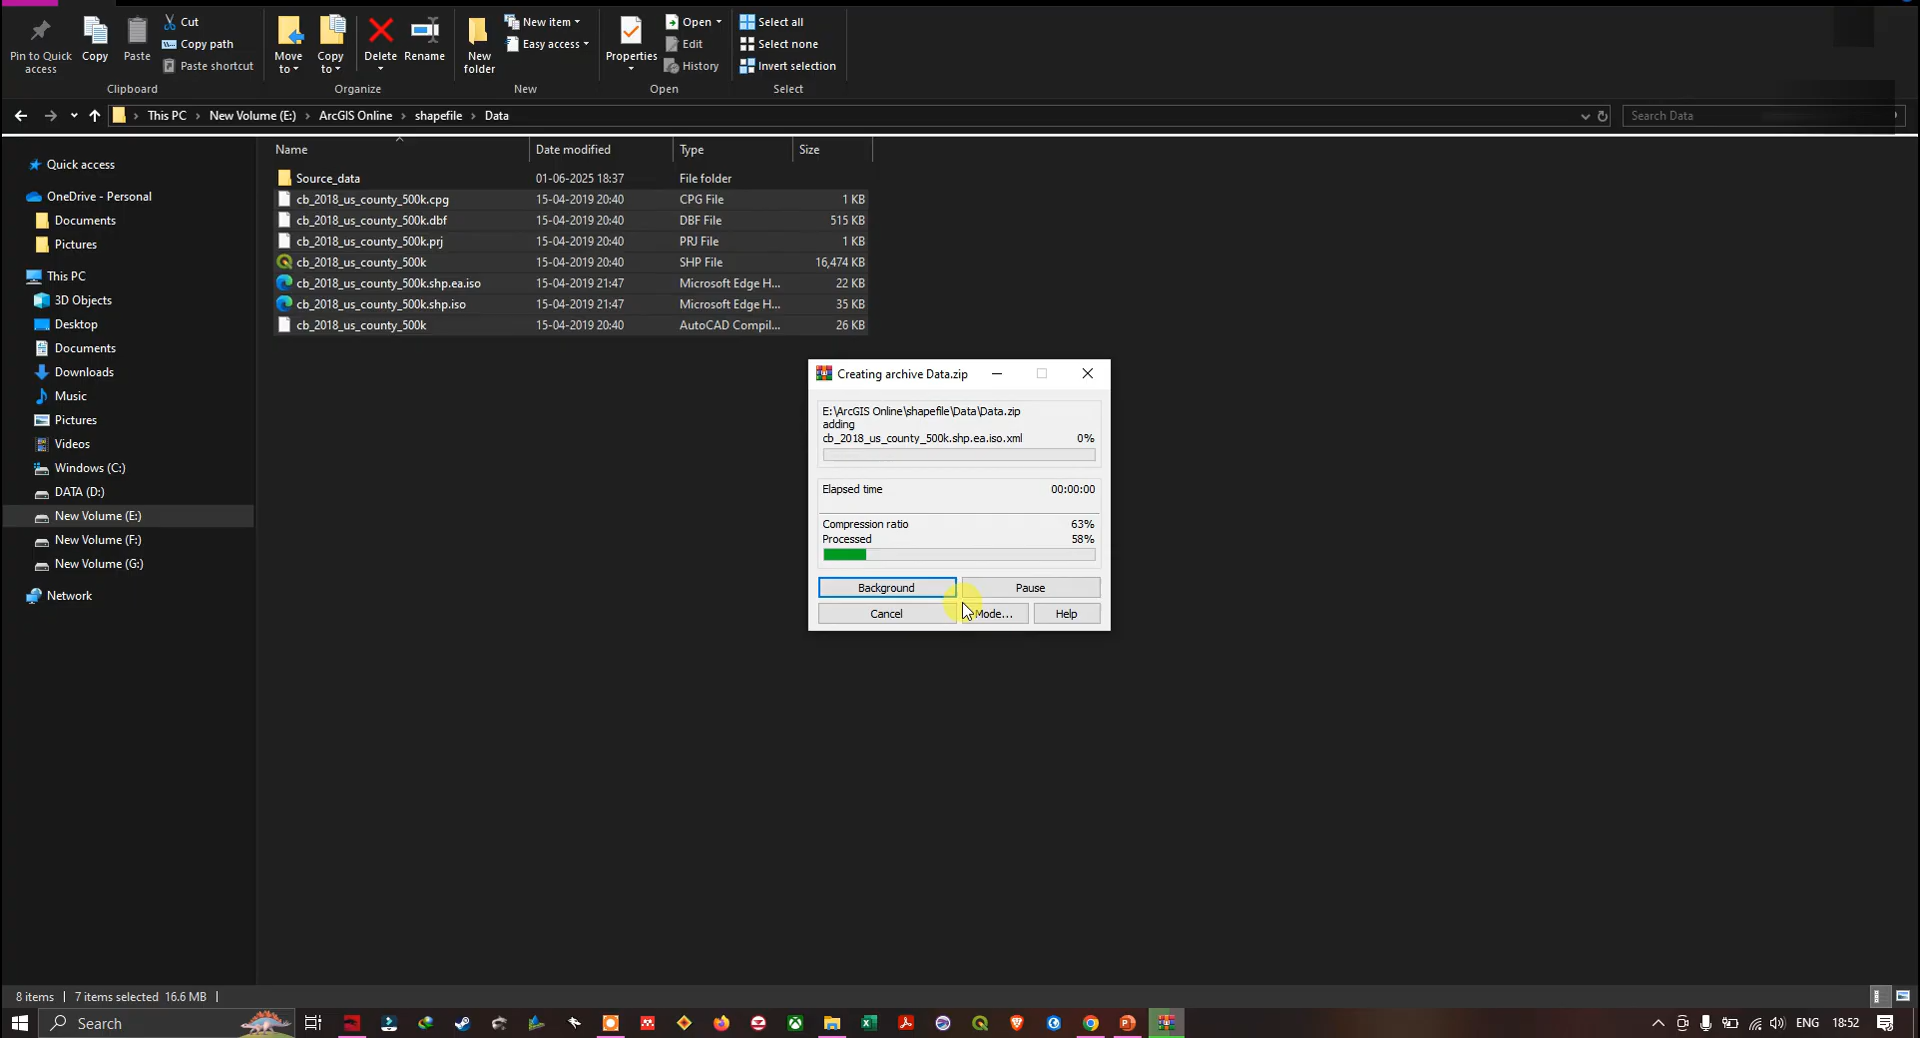 Pin to Quick access
Copy
Paste
Cut
Copy path
Paste shortcut
Clipboard
Move to
Copy to
Delete
Rename
Organize
New folder
New item
Easy access
New
Properties
Open
Edit
History
Open
Select all
Select none
Invert selection
Select
This PC › New Volume (E:) › ArcGIS Online › shapefile › Data
Search Data
Quick access
OneDrive - Personal
Documents
Pictures
This PC
3D Objects
Desktop
Documents
Downloads
Music
Pictures
Videos
Windows (C:)
DATA (D:)
New Volume (E:)
New Volume (F:)
New Volume (G:)
Network
Name Date modified Type Size
Source_data 01-06-2025 18:37 File folder
cb_2018_us_county_500k.cpg 15-04-2019 20:40 CPG File 1 KB
cb_2018_us_county_500k.dbf 15-04-2019 20:40 DBF File 515 KB
cb_2018_us_county_500k.prj 15-04-2019 20:40 PRJ File 1 KB
cb_2018_us_county_500k 15-04-2019 20:40 SHP File 16,474 KB
cb_2018_us_county_500k.shp.ea.iso 15-04-2019 21:47 Microsoft Edge H... 22 KB
cb_2018_us_county_500k.shp.iso 15-04-2019 21:47 Microsoft Edge H... 35 KB
cb_2018_us_county_500k 15-04-2019 20:40 AutoCAD Compil... 26 KB
Creating archive Data.zip
E:\ArcGIS Online\shapefile\Data\Data.zip
adding
cb_2018_us_county_500k.shp.ea.iso.xml 0%
Elapsed time 00:00:00
Compression ratio 63%
Processed 58%
Background Pause
Cancel Mode... Help
8 items 7 items selected 16.6 MB
Search
ENG 18:52